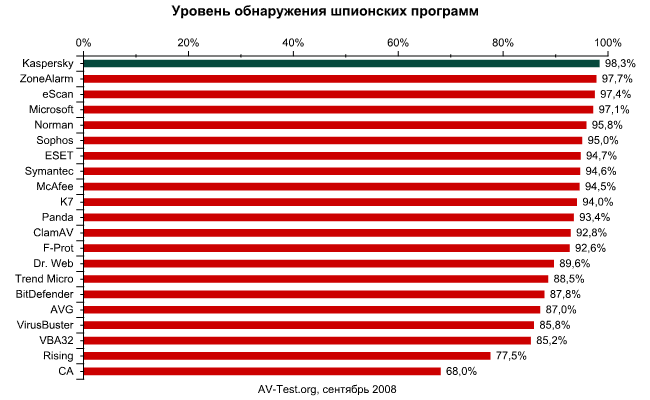 Уровень обнаружения шпионских программ
0% 20% 40% 60% 80% 100%
Kaspersky 98,3%
ZoneAlarm 97,7%
eScan 97,4%
Microsoft 97,1%
Norman 95,8%
Sophos 95,0%
ESET 94,7%
Symantec 94,6%
McAfee 94,5%
K7 94,0%
Panda 93,4%
ClamAV 92,8%
F-Prot 92,6%
Dr. Web 89,6%
Trend Micro 88,5%
BitDefender 87,8%
AVG 87,0%
VirusBuster 85,8%
VBA32 85,2%
Rising 77,5%
CA 68,0%
AV-Test.org, сентябрь 2008